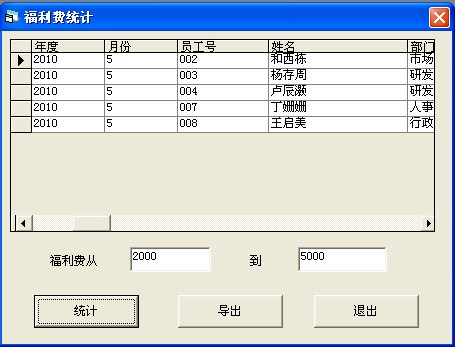 福利费统计
年度 月份 员工号 姓名 部门
2010 5 002 和西栋 市场
2010 5 003 杨存周 研发
2010 5 004 卢辰灏 研发
2010 5 007 丁姗姗 人事
2010 5 008 王启美 行政
福利费从 2000 到 5000
统计 导出 退出